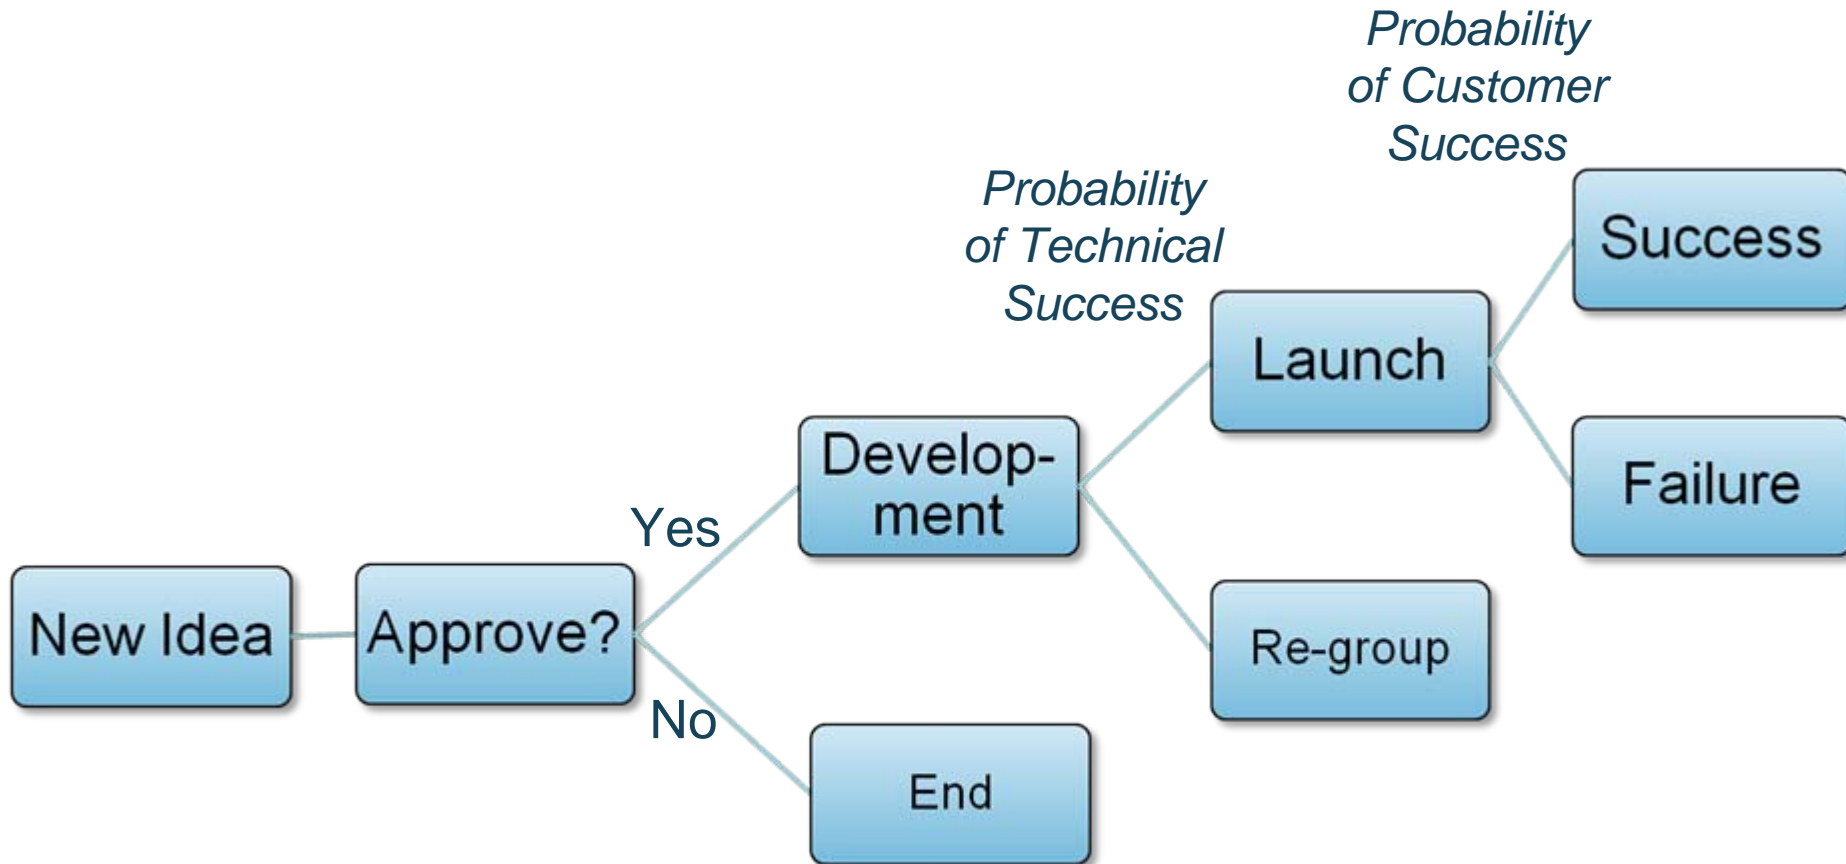 Probability
of Customer
Success
Probability
of Technical
Success
Success
Launch
Develop-
ment
Failure
Yes
New Idea
Approve?
Re-group
No
End